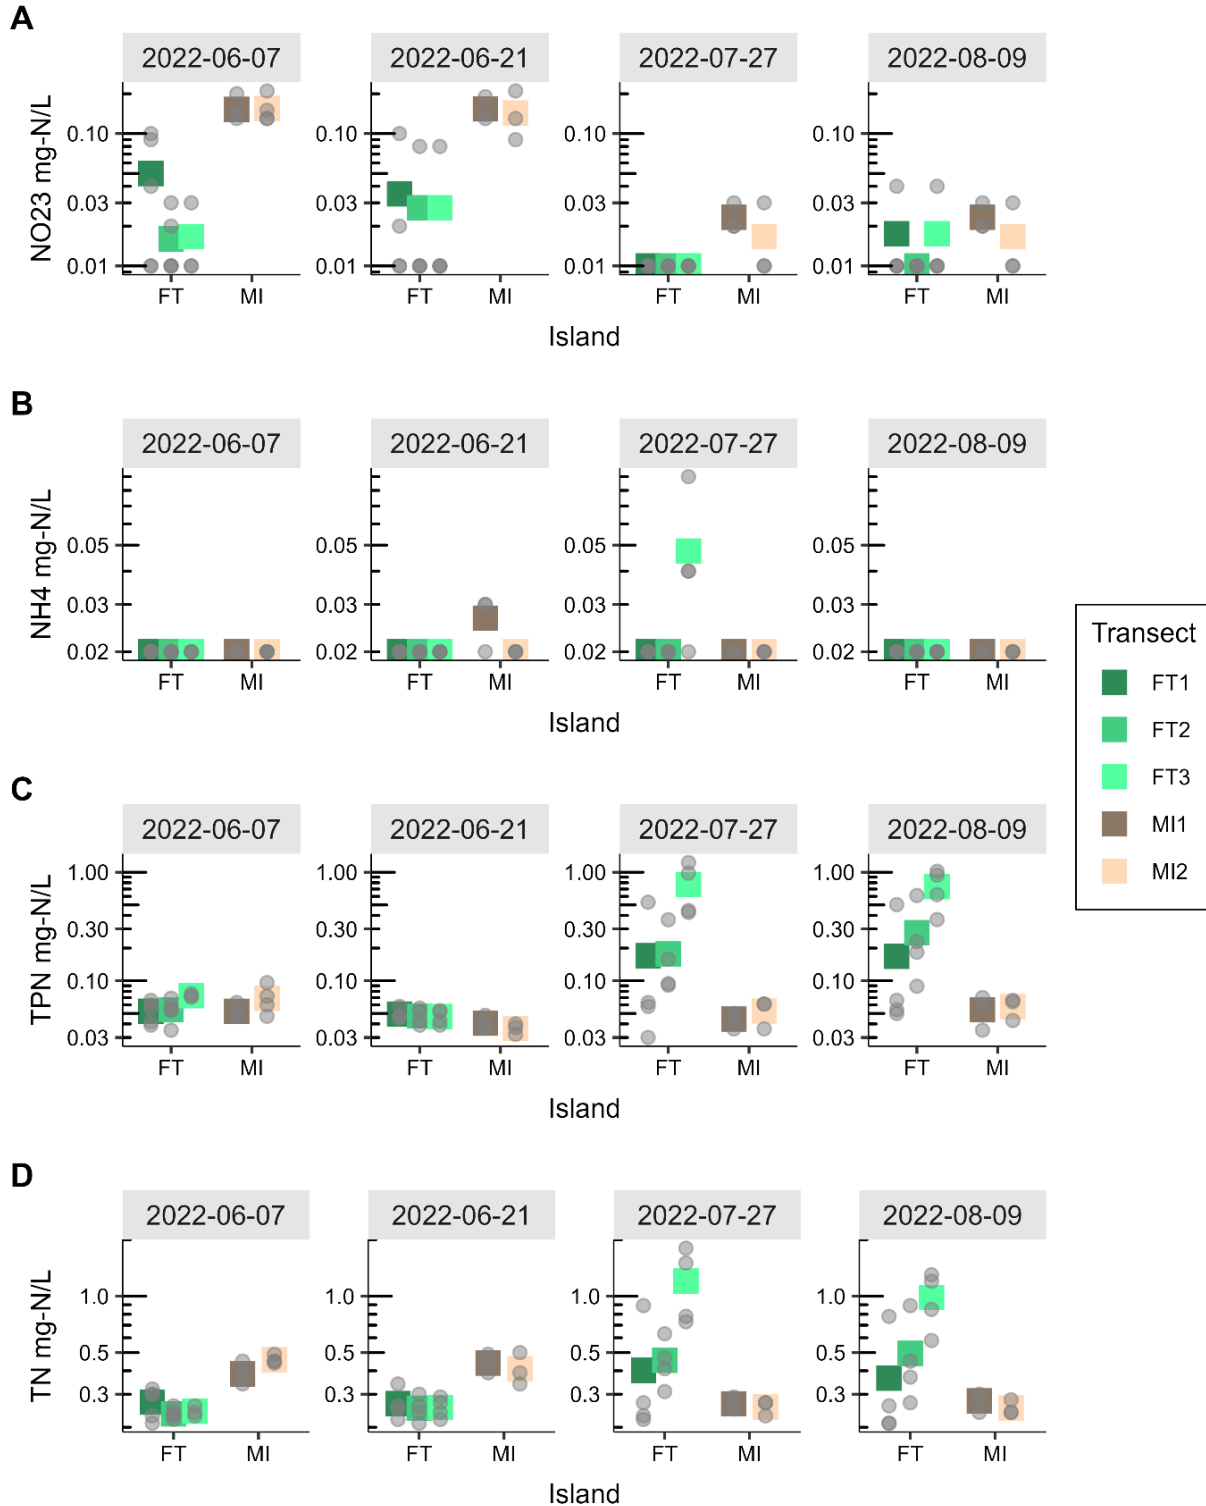 A
2022-06-07 2022-06-21 2022-07-27 2022-08-09
NO23 mg-N/L
0.10 0.10 0.10 0.10
0.03 0.03 0.03 0.03
0.01 0.01 0.01 0.01
FT MI FT MI FT MI FT MI
Island
B
2022-06-07 2022-06-21 2022-07-27 2022-08-09
NH4 mg-N/L
0.05 0.05 0.05 0.05
0.03 0.03 0.03 0.03
0.02 0.02 0.02 0.02
FT MI FT MI FT MI FT MI
Island
Transect
FT1
FT2
FT3
MI1
MI2
C
2022-06-07 2022-06-21 2022-07-27 2022-08-09
TPN mg-N/L
1.00 1.00 1.00 1.00
0.30 0.30 0.30 0.30
0.10 0.10 0.10 0.10
0.03 0.03 0.03 0.03
FT MI FT MI FT MI FT MI
Island
D
2022-06-07 2022-06-21 2022-07-27 2022-08-09
TN mg-N/L
1.0 1.0 1.0 1.0
0.5 0.5 0.5 0.5
0.3 0.3 0.3 0.3
FT MI FT MI FT MI FT MI
Island